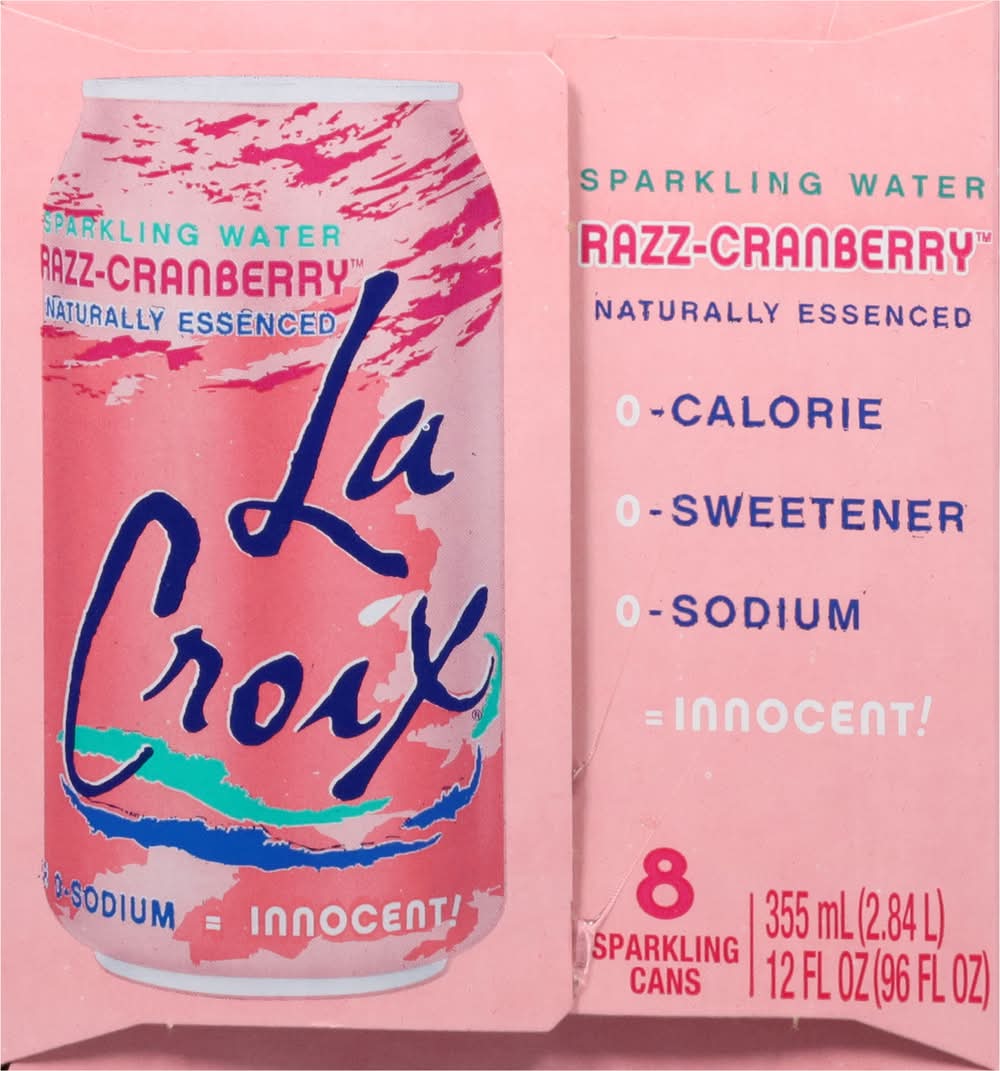 SPARKLING WATER
RAZZ-CRANBERRY™
NATURALLY ESSENCED
La
Croix®
0-SODIUM = INNOCENT!
SPARKLING WATER
RAZZ-CRANBERRY™
NATURALLY ESSENCED
0-CALORIE
0-SWEETENER
0-SODIUM
= INNOCENT!
8
SPARKLING
CANS
355 mL (2.84 L)
12 FL OZ (96 FL OZ)